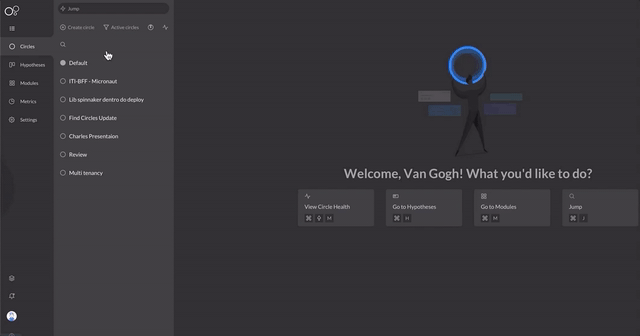 Jump
Create circle
Active circles
Circles
Hypotheses
Modules
Metrics
Settings
Default
ITI-BFF - Micronaut
Lib spinnaker dentro do deploy
Find Circles Update
Charles Presentaion
Review
Multi tenancy
Welcome, Van Gogh! What you'd like to do?
View Circle Health
H
Go to Hypotheses
H
Go to Modules
M
Jump
J